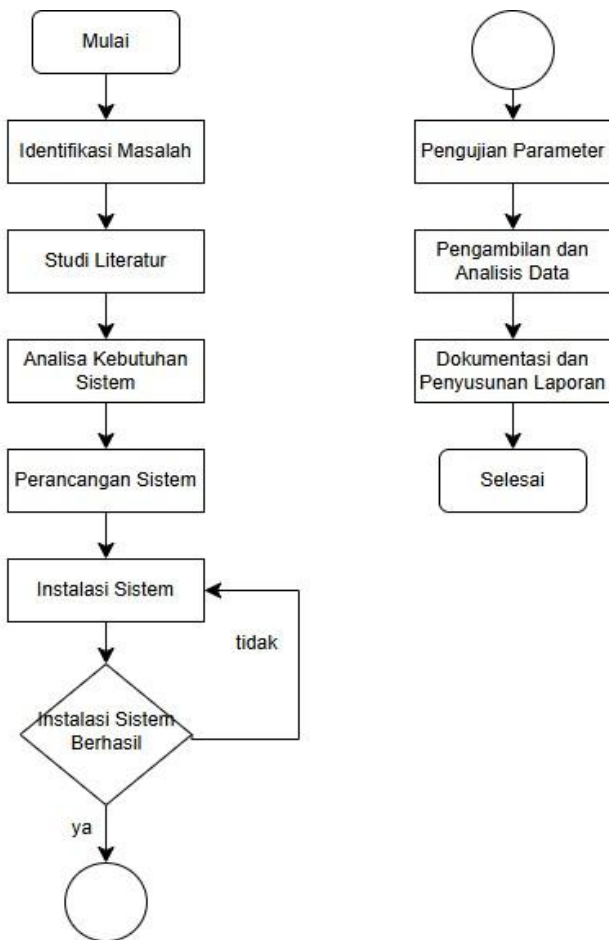 Mulai
Identifikasi Masalah
Studi Literatur
Analisa Kebutuhan
Sistem
Perancangan Sistem
Instalasi Sistem
tidak
Instalasi Sistem
Berhasil
ya
Pengujian Parameter
Pengambilan dan
Analisis Data
Dokumentasi dan
Penyusunan Laporan
Selesai